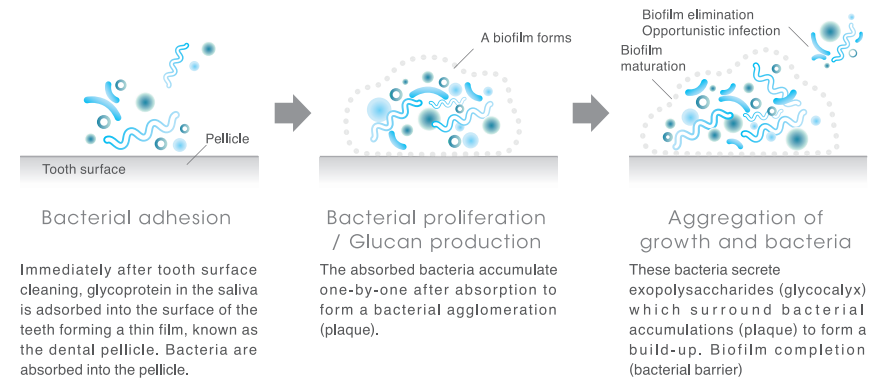 Pellicle
Tooth surface
Bacterial adhesion
Immediately after tooth surface
cleaning, glycoprotein in the saliva
is adsorbed into the surface of the
teeth forming a thin film, known as
the dental pellicle. Bacteria are
absorbed into the pellicle.
A biofilm forms
Bacterial proliferation
/ Glucan production
The absorbed bacteria accumulate
one-by-one after absorption to
form a bacterial agglomeration
(plaque).
Biofilm elimination
Opportunistic infection
Biofilm
maturation
Aggregation of
growth and bacteria
These bacteria secrete
exopolysaccharides (glycocalyx)
which surround bacterial
accumulations (plaque) to form a
build-up. Biofilm completion
(bacterial barrier)